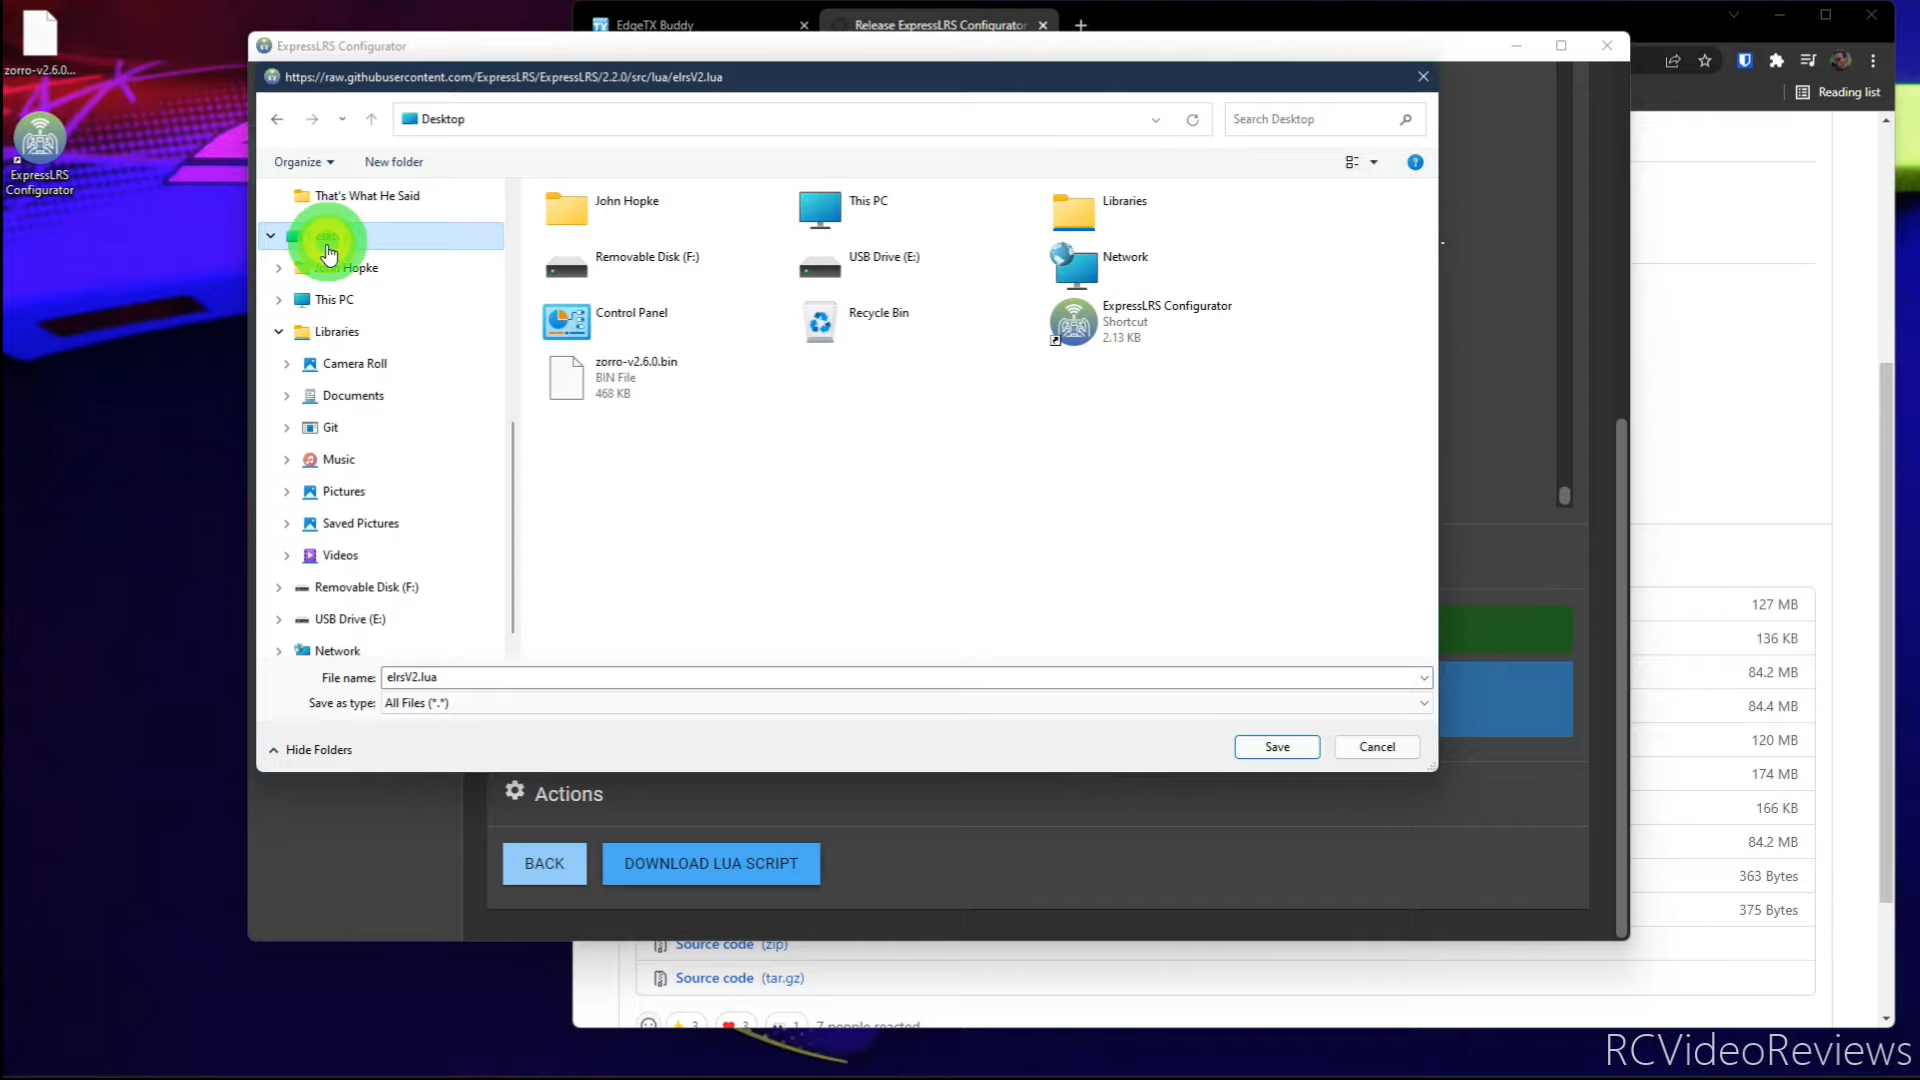 EdgeTX Buddy
Release ExpressLRS Configurator
zorro-v2.6.0...
ExpressLRS Configurator
ExpressLRS
Configurator
https://raw.githubusercontent.com/ExpressLRS/ExpressLRS/2.2.0/src/lua/elrsV2.lua
Reading list
Desktop
Search Desktop
Organize
New folder
That's What He Said
John Hopke
This PC
Libraries
Camera Roll
Documents
Git
Music
Pictures
Saved Pictures
Videos
Removable Disk (F:)
USB Drive (E:)
Network
John Hopke
This PC
Libraries
Removable Disk (F:)
USB Drive (E:)
Network
Control Panel
Recycle Bin
ExpressLRS Configurator
Shortcut
2.13 KB
zorro-v2.6.0.bin
BIN File
468 KB
File name:
elrsV2.lua
Save as type:
All Files (*.*)
Hide Folders
Save
Cancel
Actions
BACK
DOWNLOAD LUA SCRIPT
127 MB
136 KB
84.2 MB
84.4 MB
120 MB
174 MB
166 KB
84.2 MB
363 Bytes
375 Bytes
Source code (zip)
Source code (tar.gz)
3
3
1
7 people reacted
RCVideoReviews